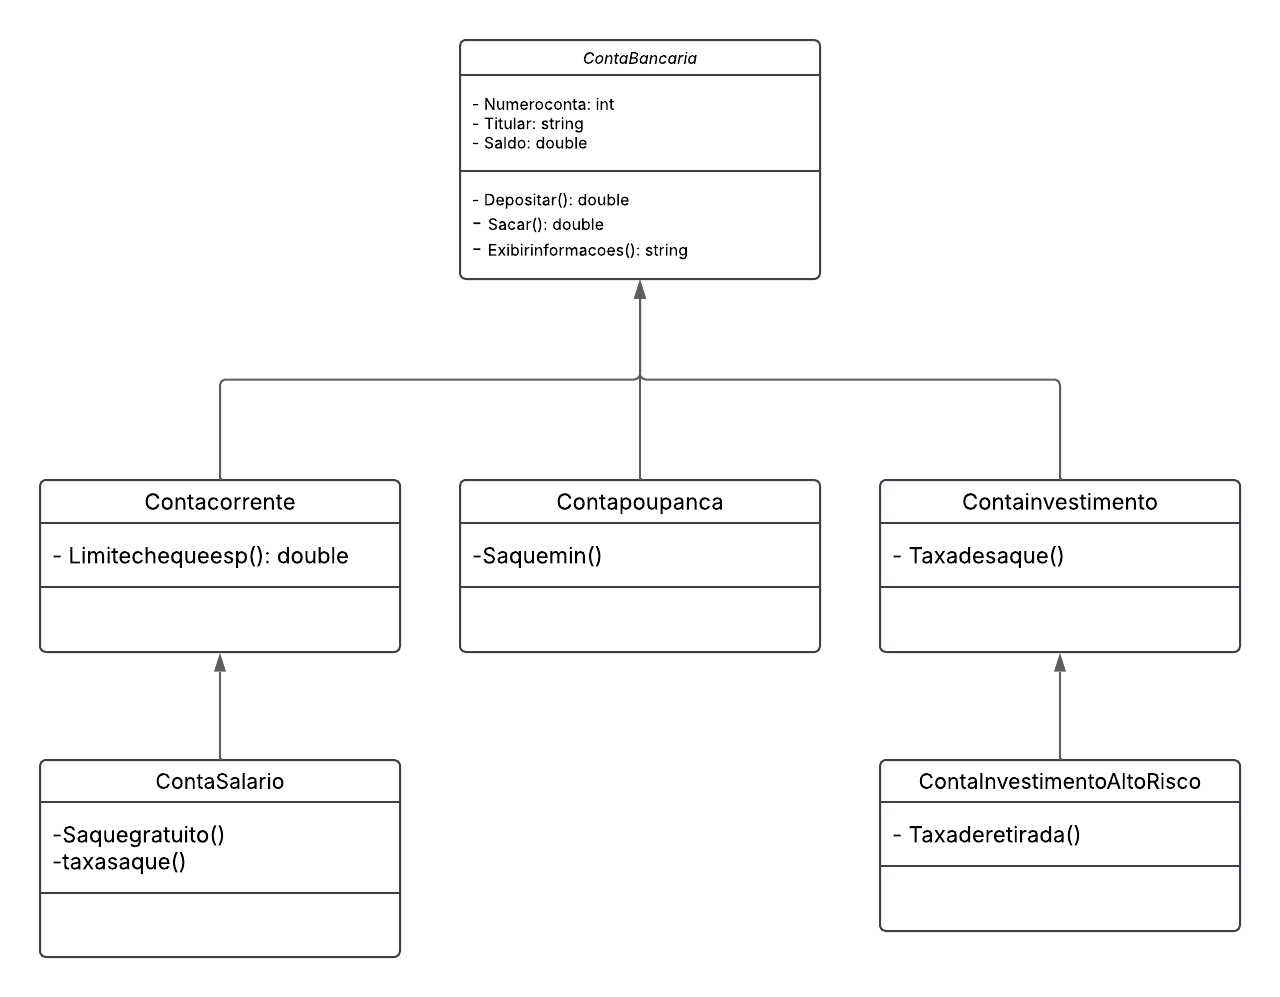 ContaBancaria
- Numeroconta: int
- Titular: string
- Saldo: double
- Depositar(): double
- Sacar(): double
- Exibirinformacoes(): string
Contacorrente
- Limitechequeesp(): double
Contapoupanca
-Saquemin()
Containvestimento
- Taxadesaque()
ContaSalario
-Saquegratuito()
-taxasaque()
ContaInvestimentoAltoRisco
- Taxaderetirada()